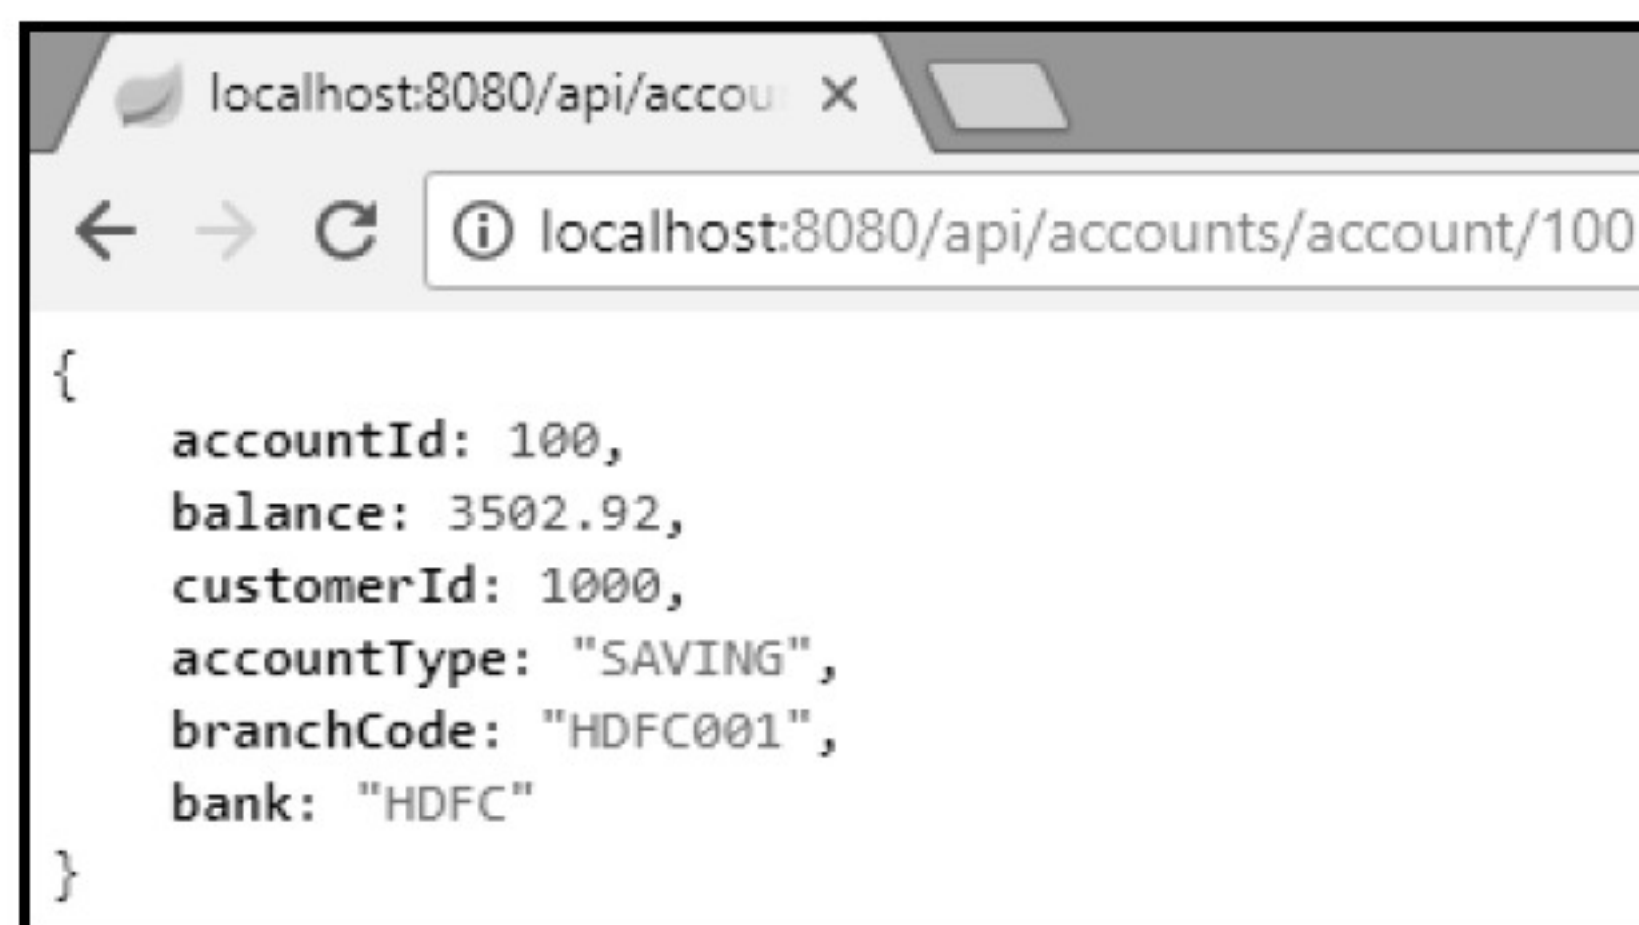 localhost:8080/api/accou
localhost:8080/api/accounts/account/100
{
accountId: 100,
balance: 3502.92,
customerId: 1000,
accountType: "SAVING",
branchCode: "HDFC001",
bank: "HDFC"
}